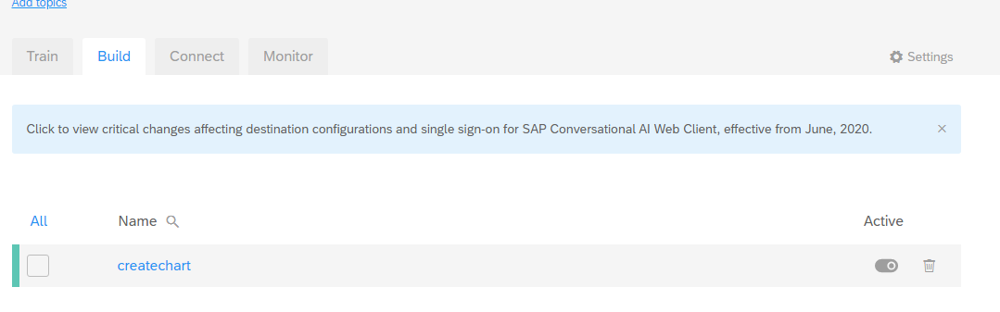 Add topics
Train Build Connect Monitor Settings
Click to view critical changes affecting destination configurations and single sign-on for SAP Conversational AI Web Client, effective from June, 2020.
All Name Active
createchart